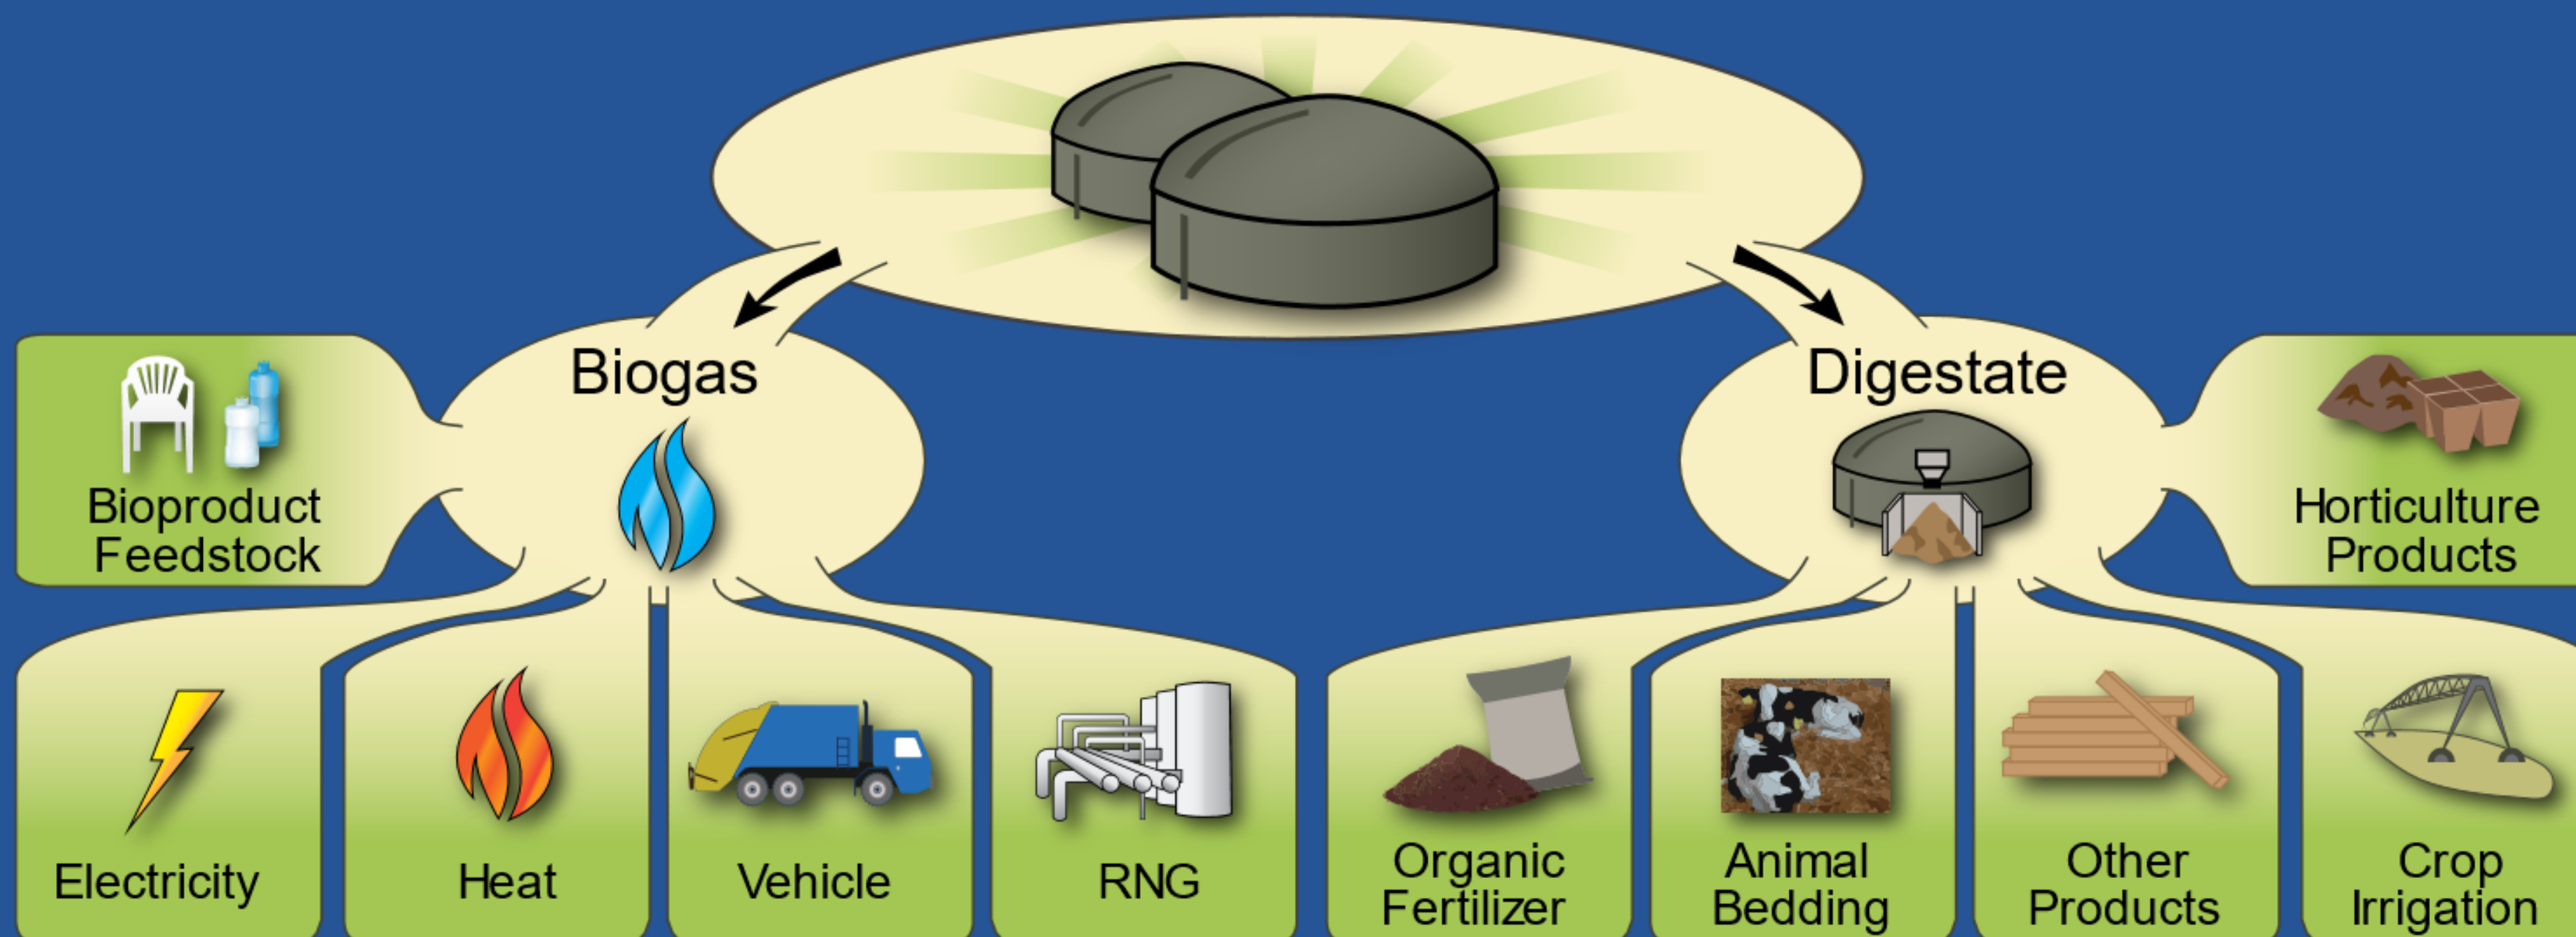 Biogas
Digestate
Bioproduct
Feedstock
Horticulture
Products
Electricity
Heat
Vehicle
RNG
Organic
Fertilizer
Animal
Bedding
Other
Products
Crop
Irrigation